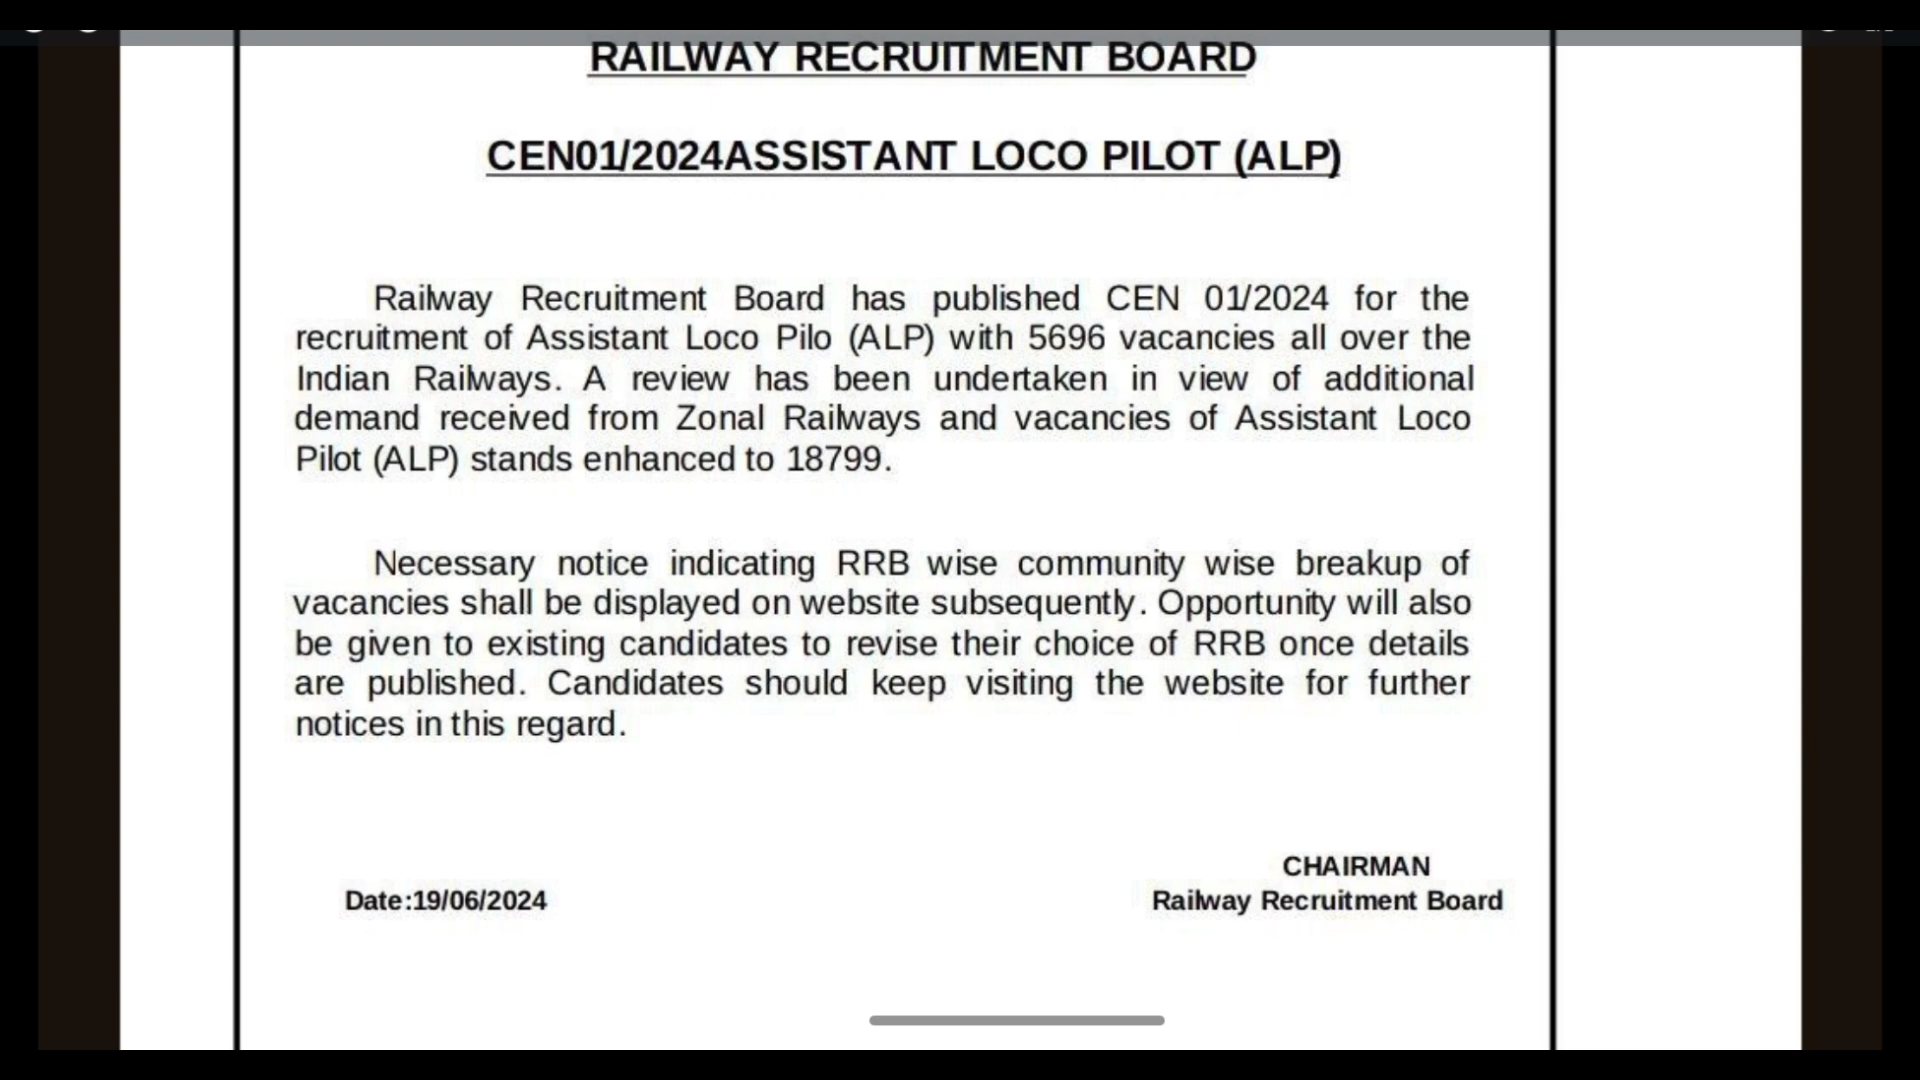 RAILWAY RECRUITMENT BOARD
CEN01/2024ASSISTANT LOCO PILOT (ALP)
Railway Recruitment Board has published CEN 01/2024 for the
recruitment of Assistant Loco Pilo (ALP) with 5696 vacancies all over the
Indian Railways. A review has been undertaken in view of additional
demand received from Zonal Railways and vacancies of Assistant Loco
Pilot (ALP) stands enhanced to 18799.
Necessary notice indicating RRB wise community wise breakup of
vacancies shall be displayed on website subsequently. Opportunity will also
be given to existing candidates to revise their choice of RRB once details
are published. Candidates should keep visiting the website for further
notices in this regard.
CHAIRMAN
Date:19/06/2024 Railway Recruitment Board